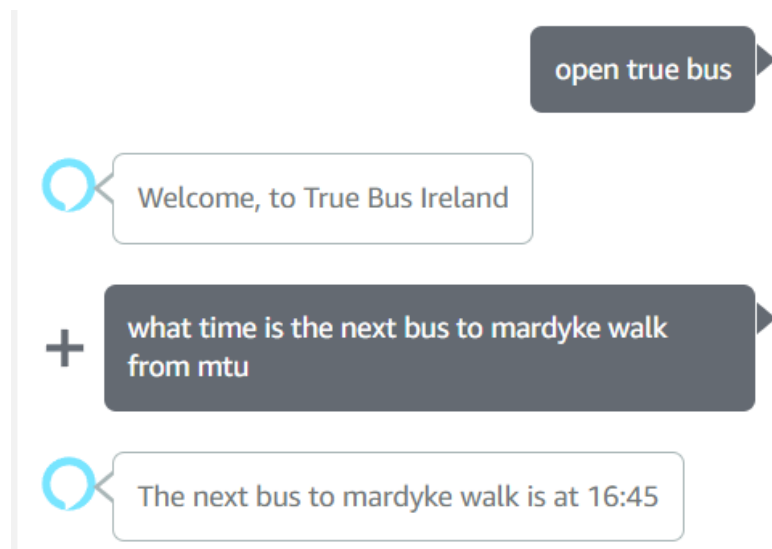 open true bus
Welcome, to True Bus Ireland
what time is the next bus to mardyke walk
from mtu
The next bus to mardyke walk is at 16:45